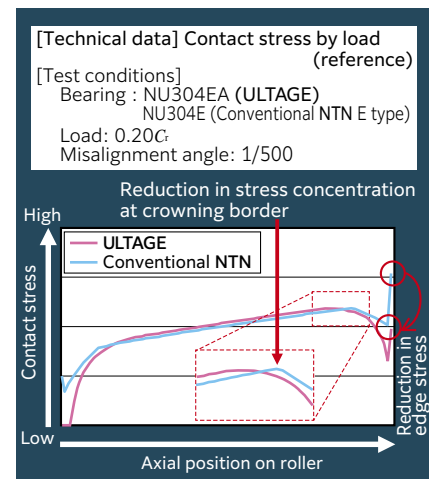 [Technical data] Contact stress by load
(reference)
[Test conditions]
Bearing : NU304EA (ULTAGE)
NU304E (Conventional NTN E type)
Load: 0.20Cr
Misalignment angle: 1/500
Reduction in stress concentration
at crowning border
High
ULTAGE
Conventional NTN
Contact stress
Reduction in
edge stress
Low
Axial position on roller